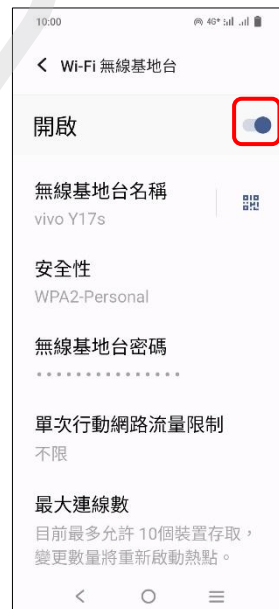 10:00
4G+
Wi-Fi 無線基地台
開啟
無線基地台名稱
vivo Y17s
安全性
WPA2-Personal
無線基地台密碼
單次行動網路流量限制
不限
最大連線數
目前最多允許 10個裝置存取，
變更數量將重新啟動熱點。